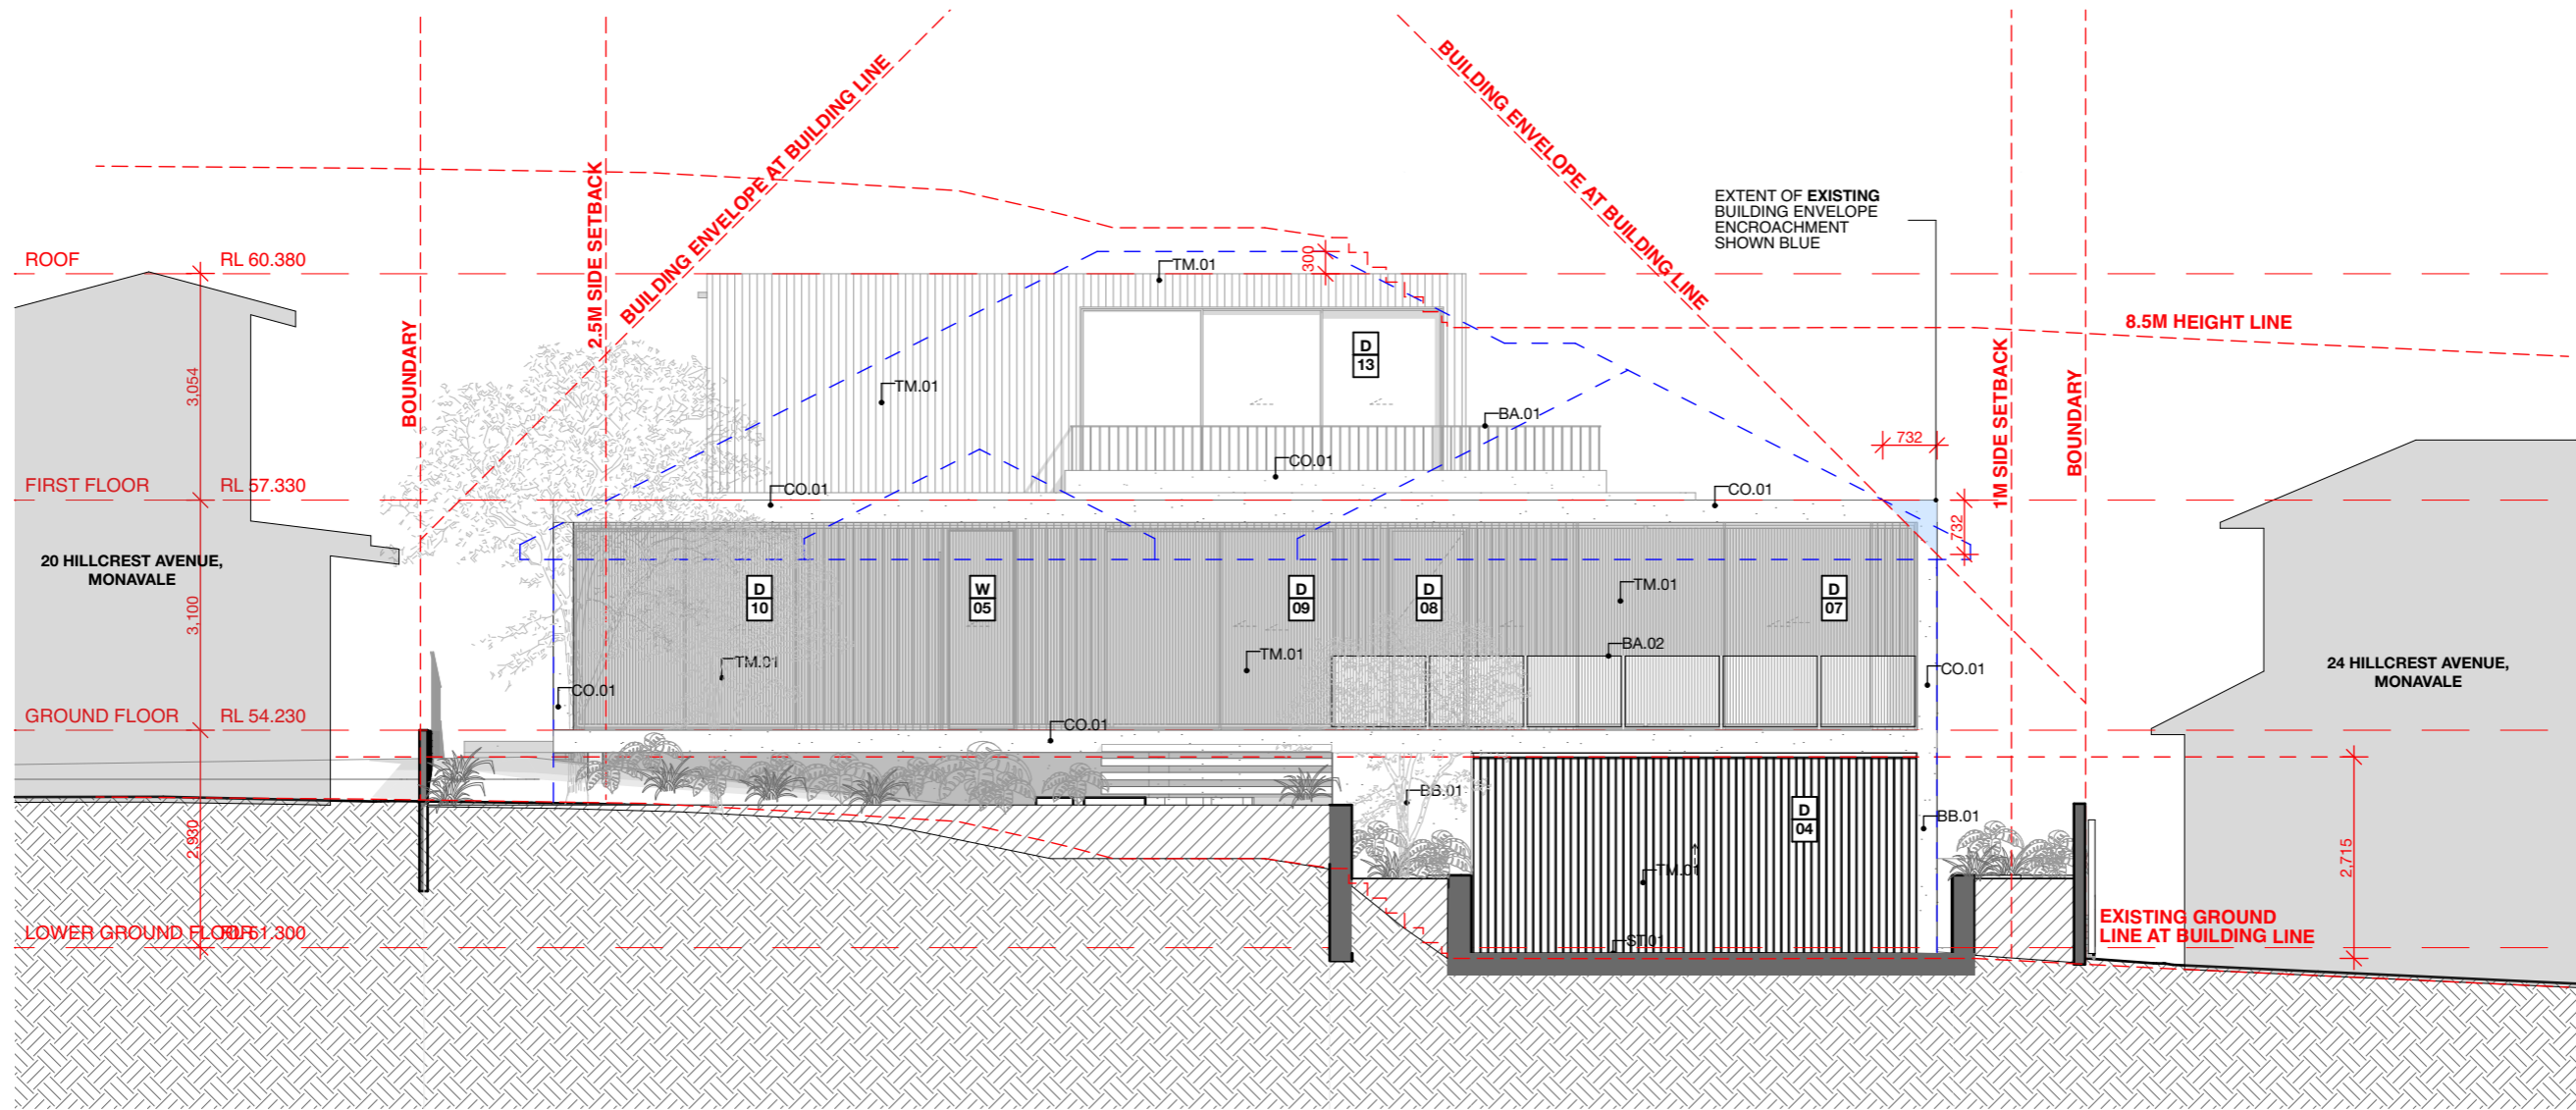 BUILDING ENVELOPE AT BUILDING LINE
BUILDING ENVELOPE AT BUILDING LINE
2.5M SIDE SETBACK
EXTENT OF EXISTING
BUILDING ENVELOPE
ENCROACHMENT
SHOWN BLUE
ROOF
RL 60.380
TM.01
300
BOUNDARY
8.5M HEIGHT LINE
D
13
1M SIDE SETBACK
BOUNDARY
3,054
TM.01
BA.01
732
CO.01
FIRST FLOOR
RL 57.330
CO.01
CO.01
732
20 HILLCREST AVENUE,
MONAVALE
D
10
W
05
D
09
D
08
TM.01
D
07
3,100
TM.01
TM.01
BA.02
CO.01
CO.01
24 HILLCREST AVENUE,
MONAVALE
GROUND FLOOR
RL 54.230
CO.01
BB.01
D
04
BB.01
2,930
TM.01
2,715
LOWER GROUND FLOOR
RL 51.300
ST.01
EXISTING GROUND
LINE AT BUILDING LINE